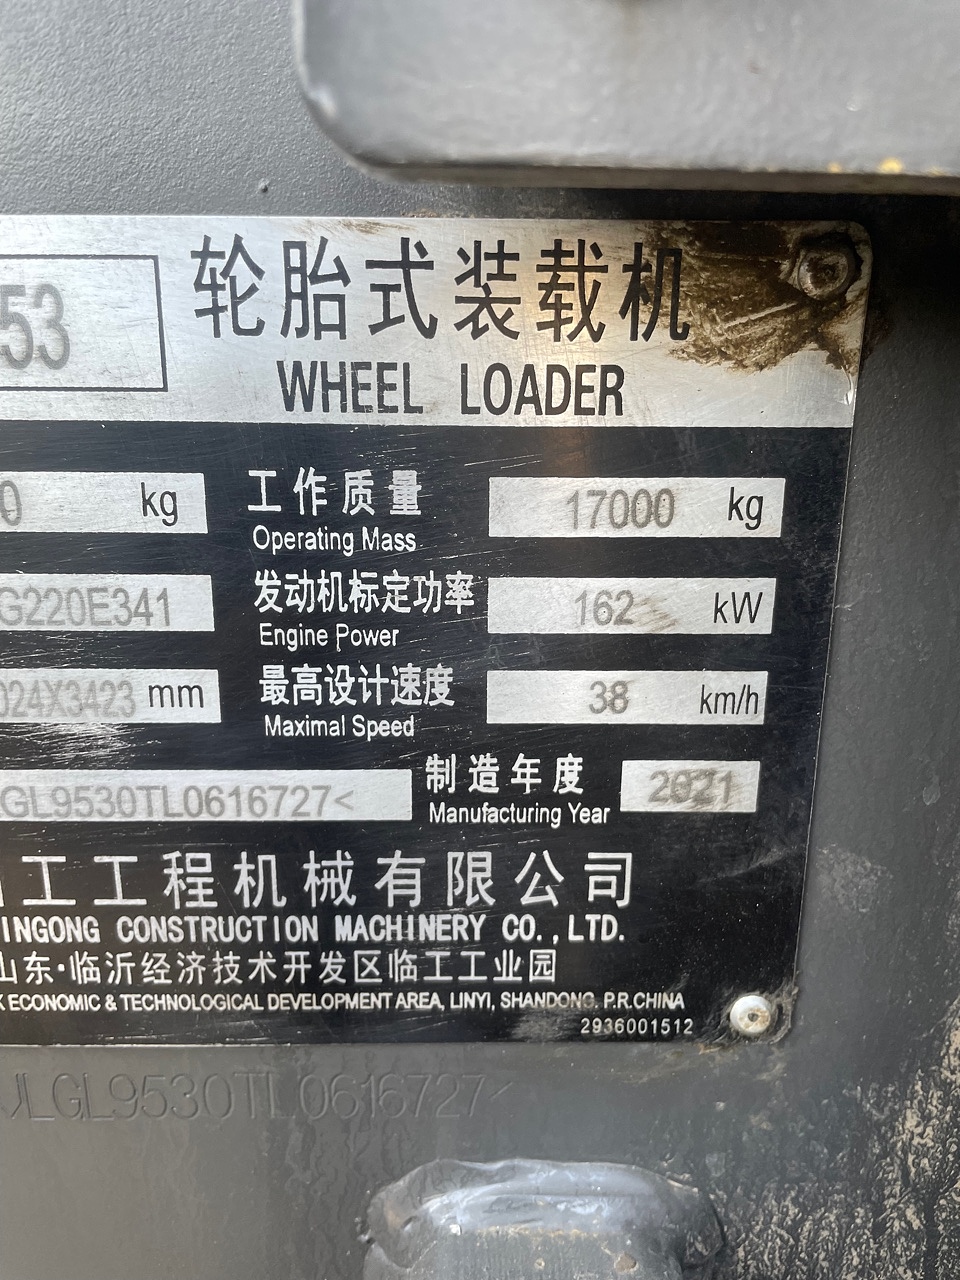 53
轮胎式装载机
WHEEL LOADER
0 kg
工作质量
Operating Mass
17000 kg
G220E341
发动机标定功率
Engine Power
162 kW
024X3423 mm
最高设计速度
Maximal Speed
38 km/h
GL9530TL0616727<
制造年度
Manufacturing Year
2021
工工程机械有限公司
INGONG CONSTRUCTION MACHINERY CO.,LTD.
山东·临沂经济技术开发区临工工业园
K ECONOMIC & TECHNOLOGICAL DEVELOPMENT AREA, LINYI, SHANDONG. P.R.CHINA
2936001512
LGL9530TL0616727<